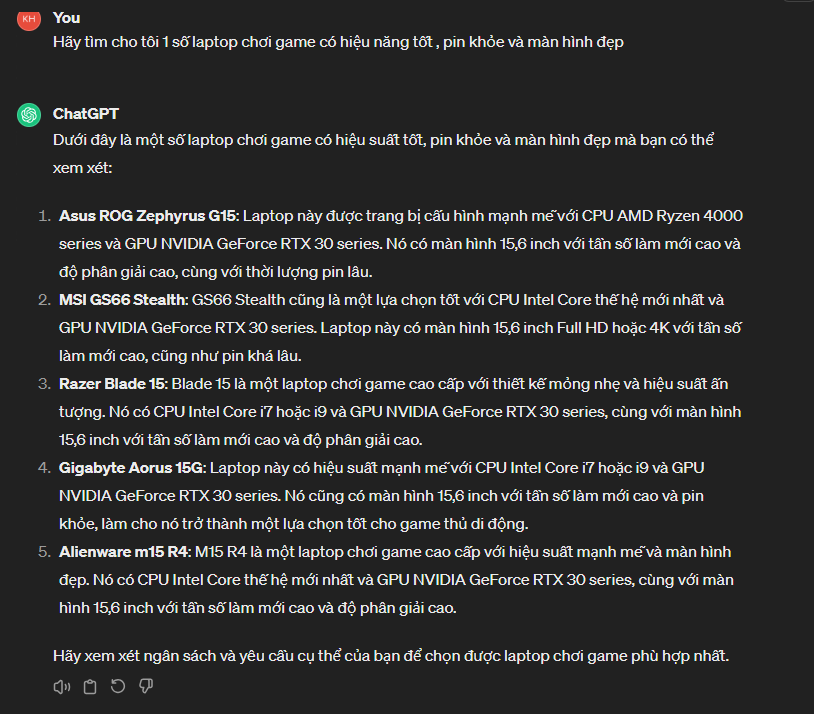 KH
You
Hãy tìm cho tôi 1 số laptop chơi game có hiệu năng tốt , pin khỏe và màn hình đẹp
ChatGPT
Dưới đây là một số laptop chơi game có hiệu suất tốt, pin khỏe và màn hình đẹp mà bạn có thể
xem xét:
1. Asus ROG Zephyrus G15: Laptop này được trang bị cấu hình mạnh mẽ với CPU AMD Ryzen 4000
series và GPU NVIDIA GeForce RTX 30 series. Nó có màn hình 15,6 inch với tần số làm mới cao và
độ phân giải cao, cùng với thời lượng pin lâu.
2. MSI GS66 Stealth: GS66 Stealth cũng là một lựa chọn tốt với CPU Intel Core thế hệ mới nhất và
GPU NVIDIA GeForce RTX 30 series. Laptop này có màn hình 15,6 inch Full HD hoặc 4K với tần số
làm mới cao, cũng như pin khá lâu.
3. Razer Blade 15: Blade 15 là một laptop chơi game cao cấp với thiết kế mỏng nhẹ và hiệu suất ấn
tượng. Nó có CPU Intel Core i7 hoặc i9 và GPU NVIDIA GeForce RTX 30 series, cùng với màn hình
15,6 inch với tần số làm mới cao và độ phân giải cao.
4. Gigabyte Aorus 15G: Laptop này có hiệu suất mạnh mẽ với CPU Intel Core i7 hoặc i9 và GPU
NVIDIA GeForce RTX 30 series. Nó cũng có màn hình 15,6 inch với tần số làm mới cao và pin
khỏe, làm cho nó trở thành một lựa chọn tốt cho game thủ di động.
5. Alienware m15 R4: M15 R4 là một laptop chơi game cao cấp với hiệu suất mạnh mẽ và màn hình
đẹp. Nó có CPU Intel Core thế hệ mới nhất và GPU NVIDIA GeForce RTX 30 series, cùng với màn
hình 15,6 inch với tần số làm mới cao và độ phân giải cao.
Hãy xem xét ngân sách và yêu cầu cụ thể của bạn để chọn được laptop chơi game phù hợp nhất.